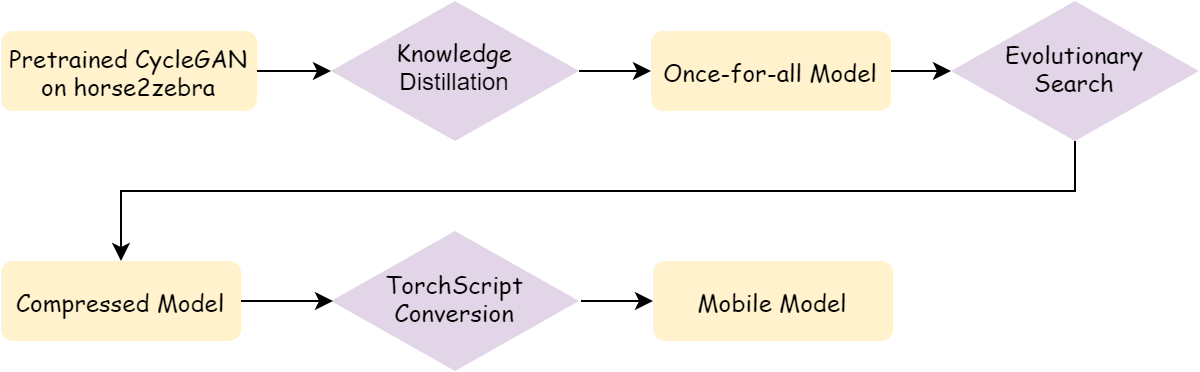 Pretrained CycleGAN
on horse2zebra
Knowledge
Distillation
Once-for-all Model
Evolutionary
Search
Compressed Model
TorchScript
Conversion
Mobile Model